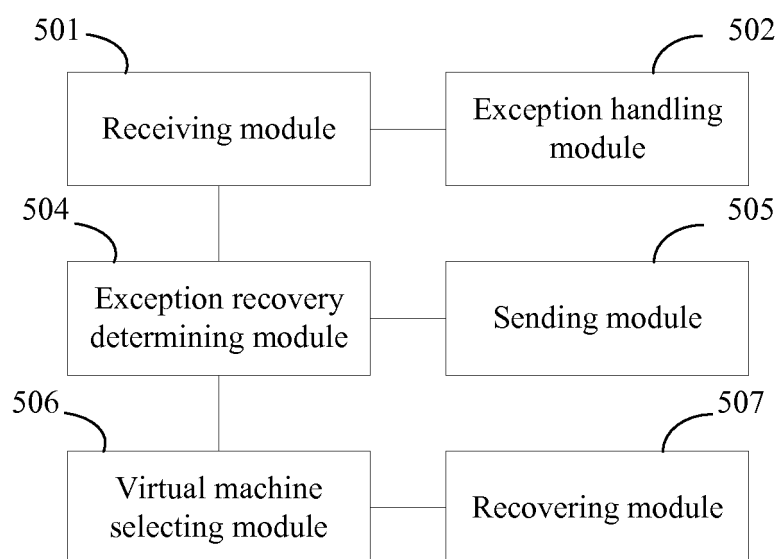 501
502
Receiving module
Exception handling
module
504
505
Exception recovery
determining module
Sending module
506
507
Virtual machine
selecting module
Recovering module